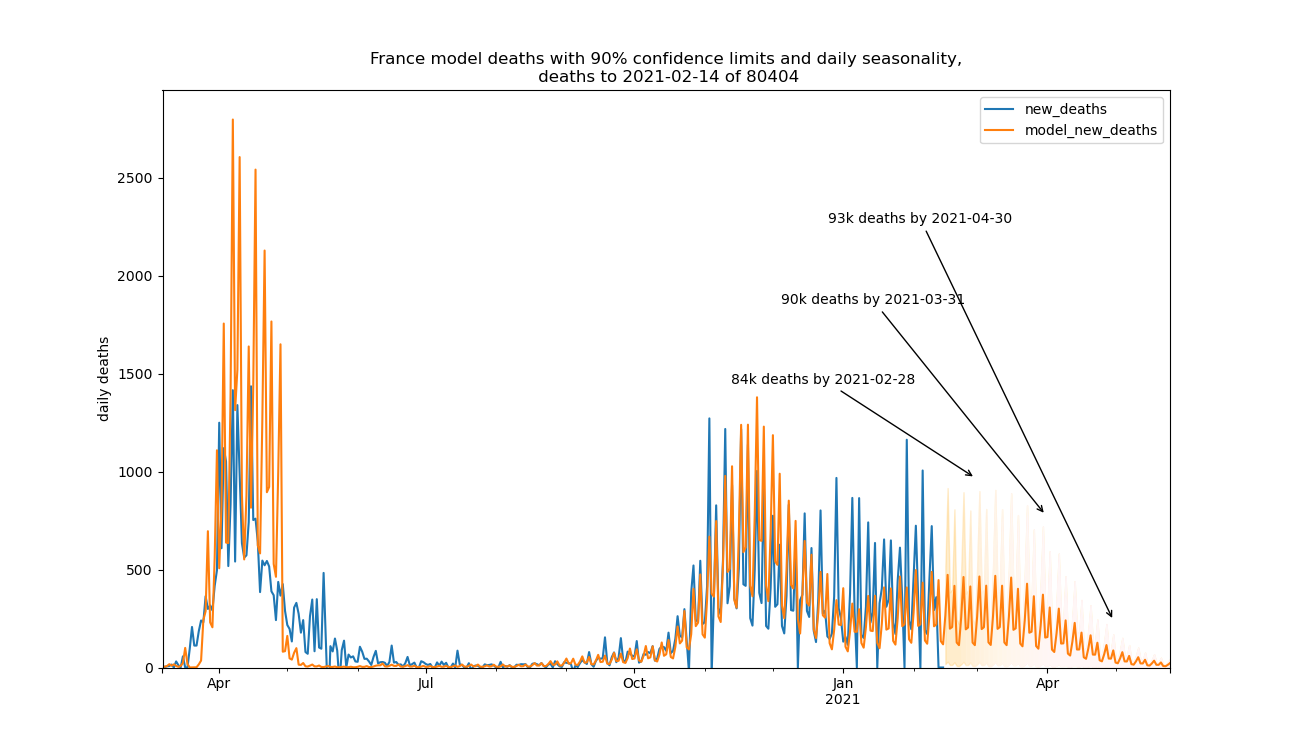 France model deaths with 90% confidence limits and daily seasonality,
deaths to 2021-02-14 of 80404
new_deaths
model_new_deaths
2500
2000
1500
1000
500
0
daily deaths
93k deaths by 2021-04-30
90k deaths by 2021-03-31
84k deaths by 2021-02-28
Apr
Jul
Oct
Jan
2021
Apr